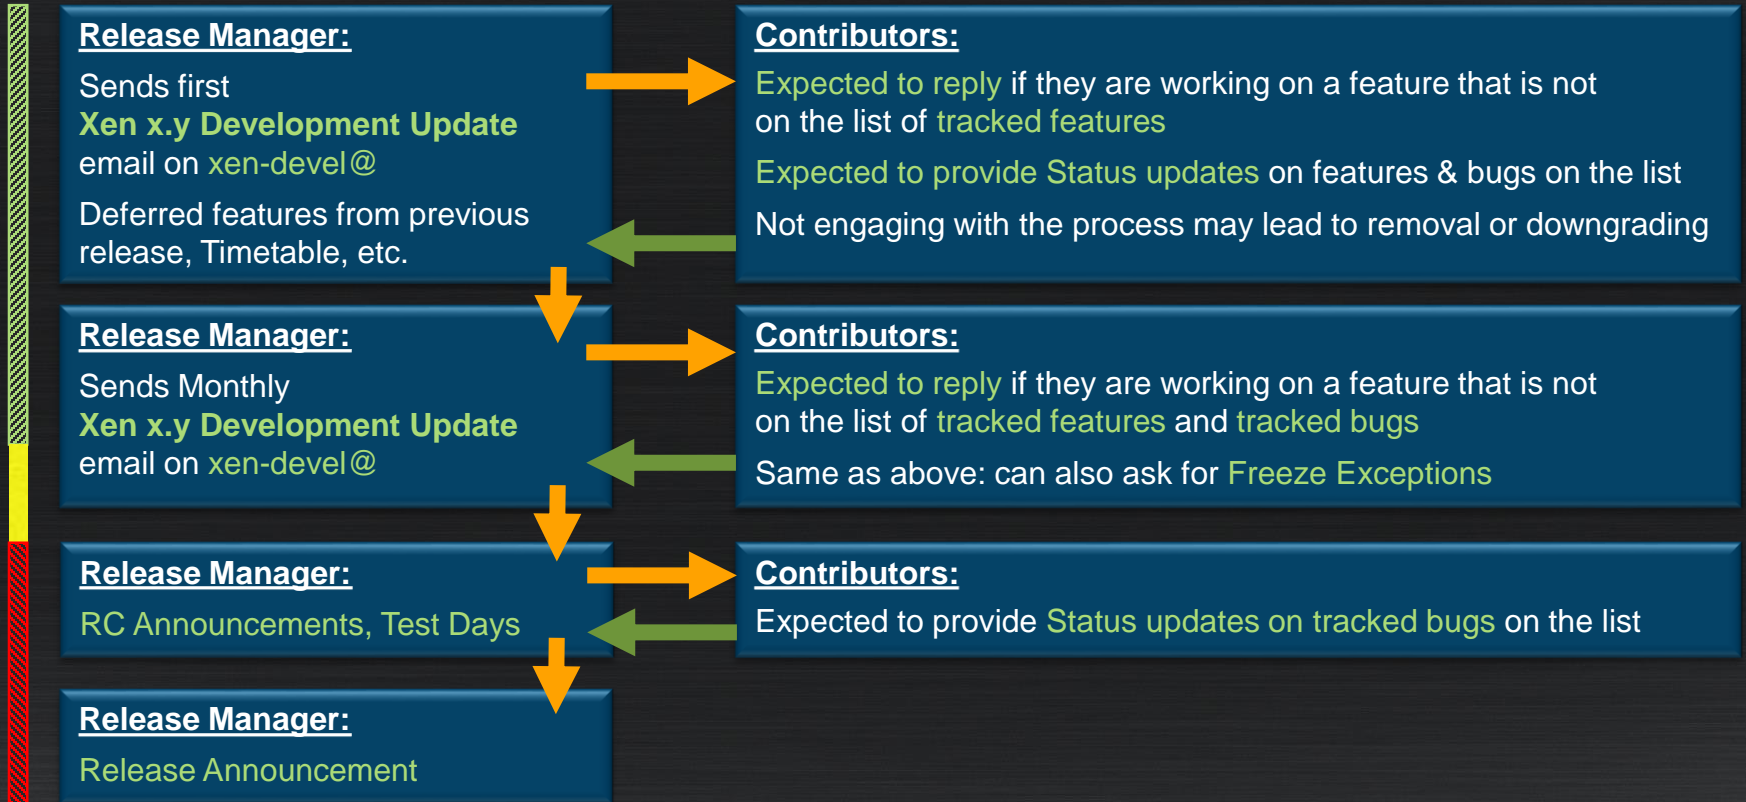 Release Manager:
Sends first
Xen x.y Development Update
email on xen-devel@
Deferred features from previous
release, Timetable, etc.
Contributors:
Expected to reply if they are working on a feature that is not
on the list of tracked features
Expected to provide Status updates on features & bugs on the list
Not engaging with the process may lead to removal or downgrading
Release Manager:
Sends Monthly
Xen x.y Development Update
email on xen-devel@
Contributors:
Expected to reply if they are working on a feature that is not
on the list of tracked features and tracked bugs
Same as above: can also ask for Freeze Exceptions
Release Manager:
RC Announcements, Test Days
Contributors:
Expected to provide Status updates on tracked bugs on the list
Release Manager:
Release Announcement